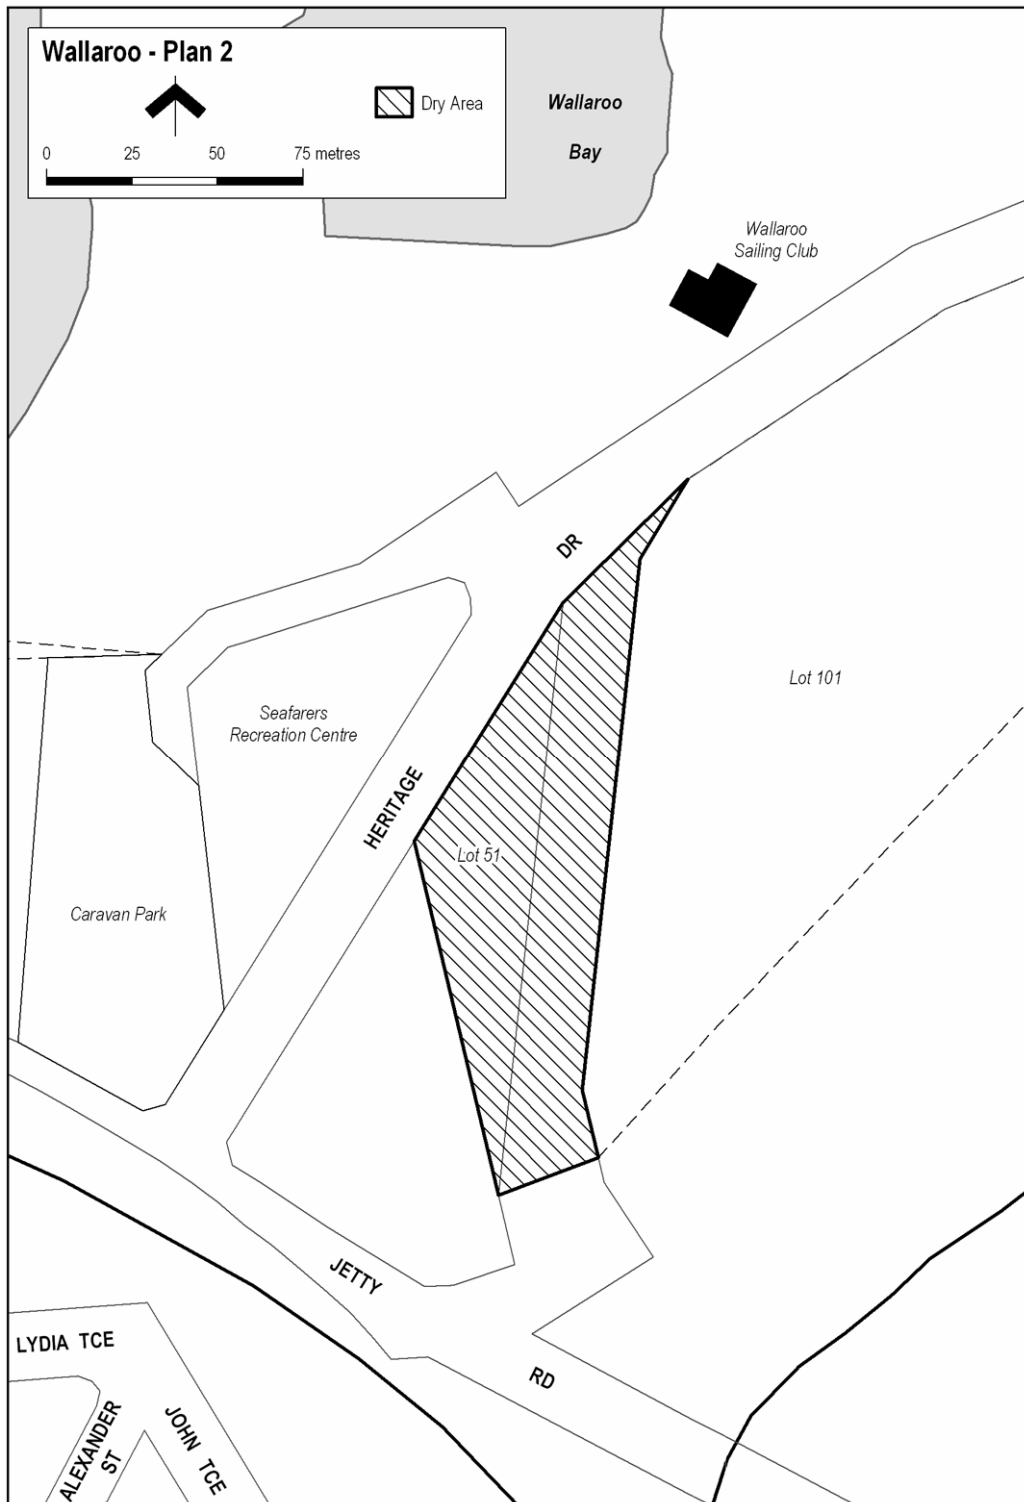 Wallaroo - Plan 2
Dry Area
0 25 50 75 metres
Wallaroo
Bay
Wallaroo
Sailing Club
DR
Lot 101
Seafarers
Recreation Centre
HERITAGE
Lot 51
Caravan Park
JETTY
RD
LYDIA TCE
ALEXANDER
ST
JOHN TCE